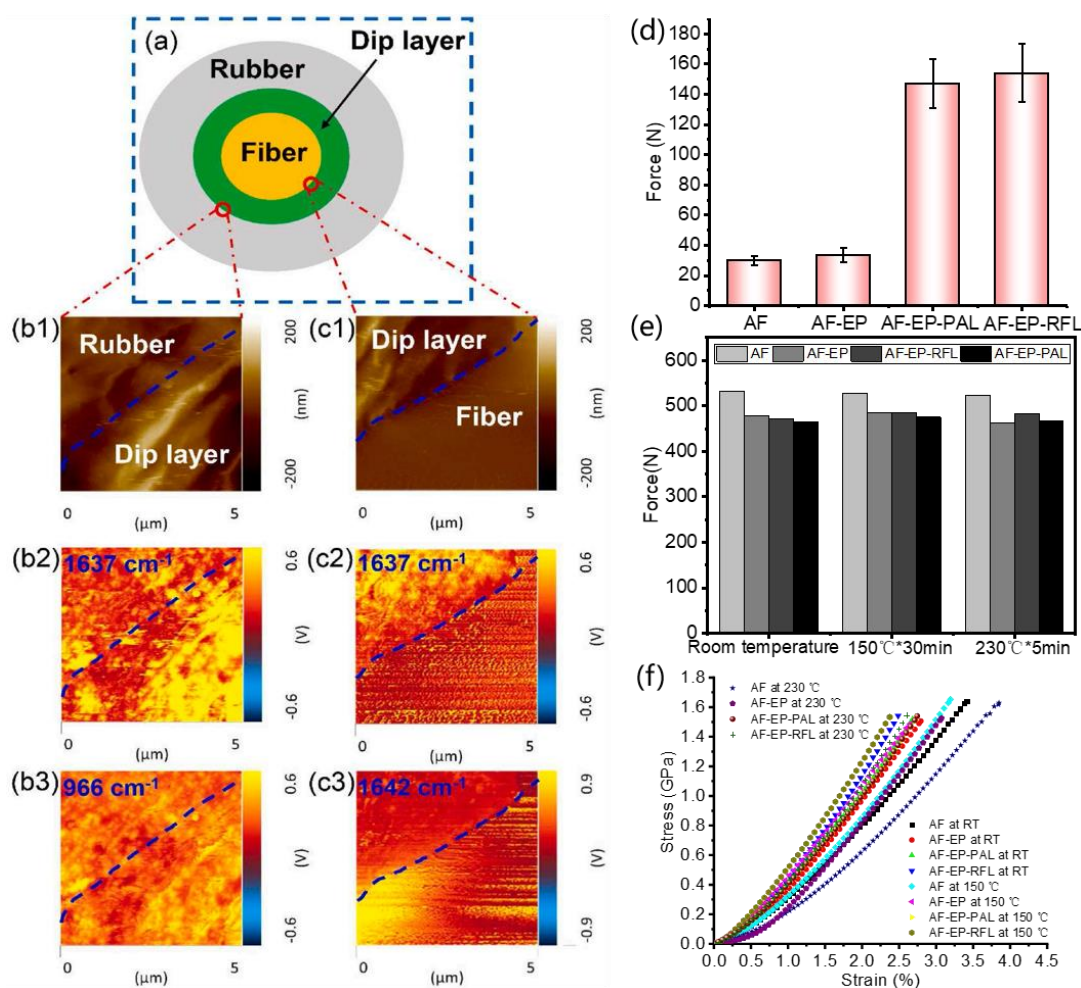 (a)
Dip layer
Rubber
Fiber
(b1)
Rubber
Dip layer
200
(nm)
-200
0
5
(μm)
(c1)
Dip layer
Fiber
200
(nm)
-200
0
5
(μm)
(b2)
1637 cm⁻¹
0.6
(V)
-0.6
(c2)
1637 cm⁻¹
0.6
(V)
-0.6
(b3)
966 cm⁻¹
0.6
(V)
-0.6
0
5
(μm)
(c3)
1642 cm⁻¹
0.9
(V)
-0.9
0
5
(μm)
(d)
180
160
140
120
100
80
60
40
20
0
Force (N)
AF
AF-EP
AF-EP-PAL
AF-EP-RFL
(e)
AF
AF-EP
AF-EP-RFL
AF-EP-PAL
600
500
400
300
200
100
0
Force(N)
Room temperature
150℃*30min
230℃*5min
(f)
1.8
1.6
1.4
1.2
1.0
0.8
0.6
0.4
0.2
0.0
Stress (GPa)
AF at 230 ℃
AF-EP at 230 ℃
AF-EP-PAL at 230 ℃
AF-EP-RFL at 230 ℃
AF at RT
AF-EP at RT
AF-EP-PAL at RT
AF-EP-RFL at RT
AF at 150 ℃
AF-EP at 150 ℃
AF-EP-PAL at 150 ℃
AF-EP-RFL at 150 ℃
0.0 0.5 1.0 1.5 2.0 2.5 3.0 3.5 4.0 4.5
Strain (%)